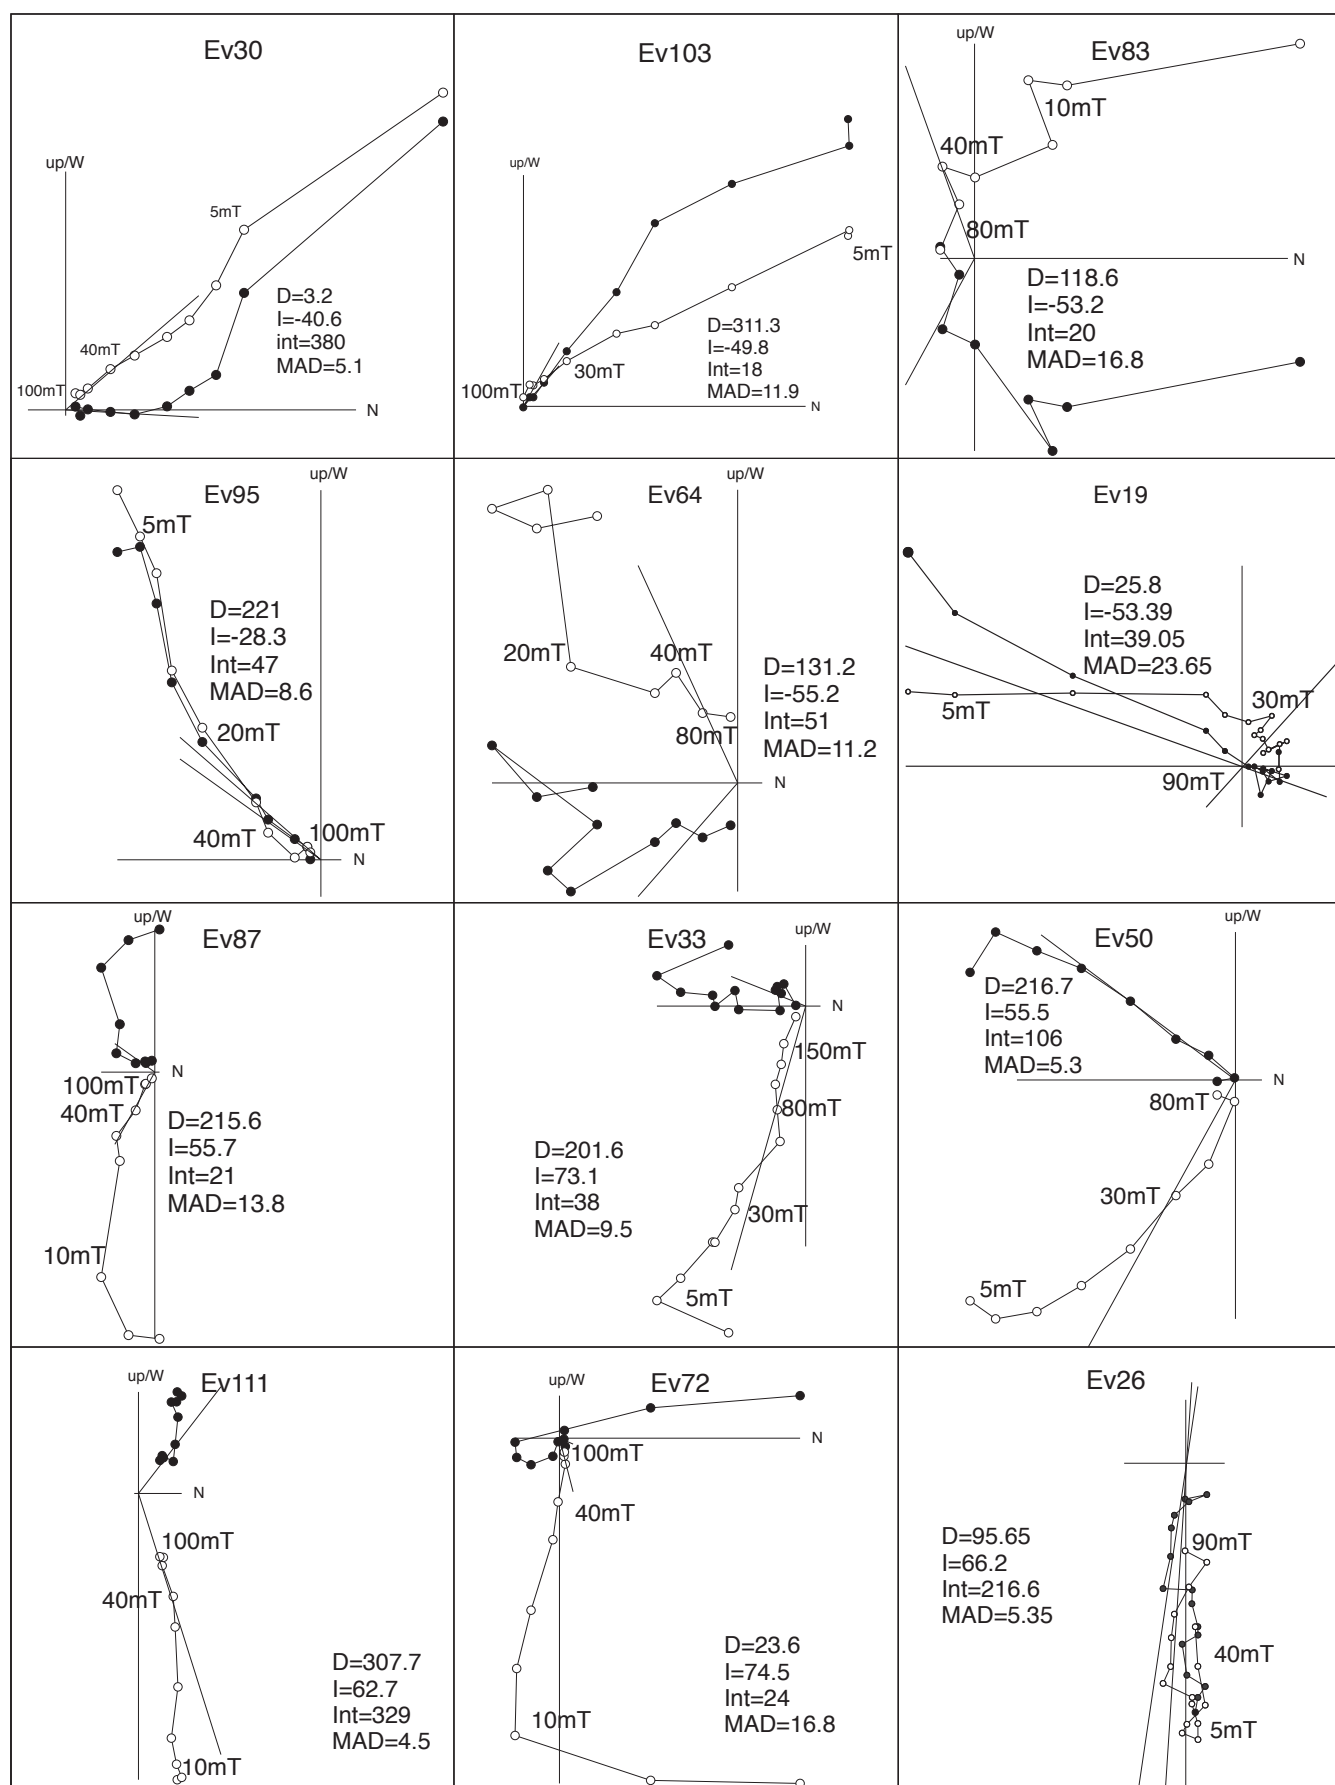 Ev30
up/W
5mT
D=3.2
I=-40.6
int=380
MAD=5.1
40mT
100mT
N
Ev103
up/W
5mT
D=311.3
I=-49.8
Int=18
MAD=11.9
30mT
100mT
N
up/W
Ev83
10mT
40mT
80mT
N
D=118.6
I=-53.2
Int=20
MAD=16.8
up/W
Ev95
5mT
D=221
I=-28.3
Int=47
MAD=8.6
20mT
40mT
100mT
N
up/W
Ev64
20mT
40mT
D=131.2
I=-55.2
Int=51
MAD=11.2
80mT
N
Ev19
D=25.8
I=-53.39
Int=39.05
MAD=23.65
5mT
30mT
90mT
up/W
Ev87
N
100mT
40mT
D=215.6
I=55.7
Int=21
MAD=13.8
10mT
up/W
Ev33
N
150mT
80mT
D=201.6
I=73.1
Int=38
MAD=9.5
30mT
5mT
up/W
Ev50
D=216.7
I=55.5
Int=106
MAD=5.3
N
80mT
30mT
5mT
up/W
Ev111
N
100mT
40mT
D=307.7
I=62.7
Int=329
MAD=4.5
10mT
up/W
Ev72
N
100mT
40mT
D=23.6
I=74.5
Int=24
MAD=16.8
10mT
Ev26
D=95.65
I=66.2
Int=216.6
MAD=5.35
90mT
40mT
5mT